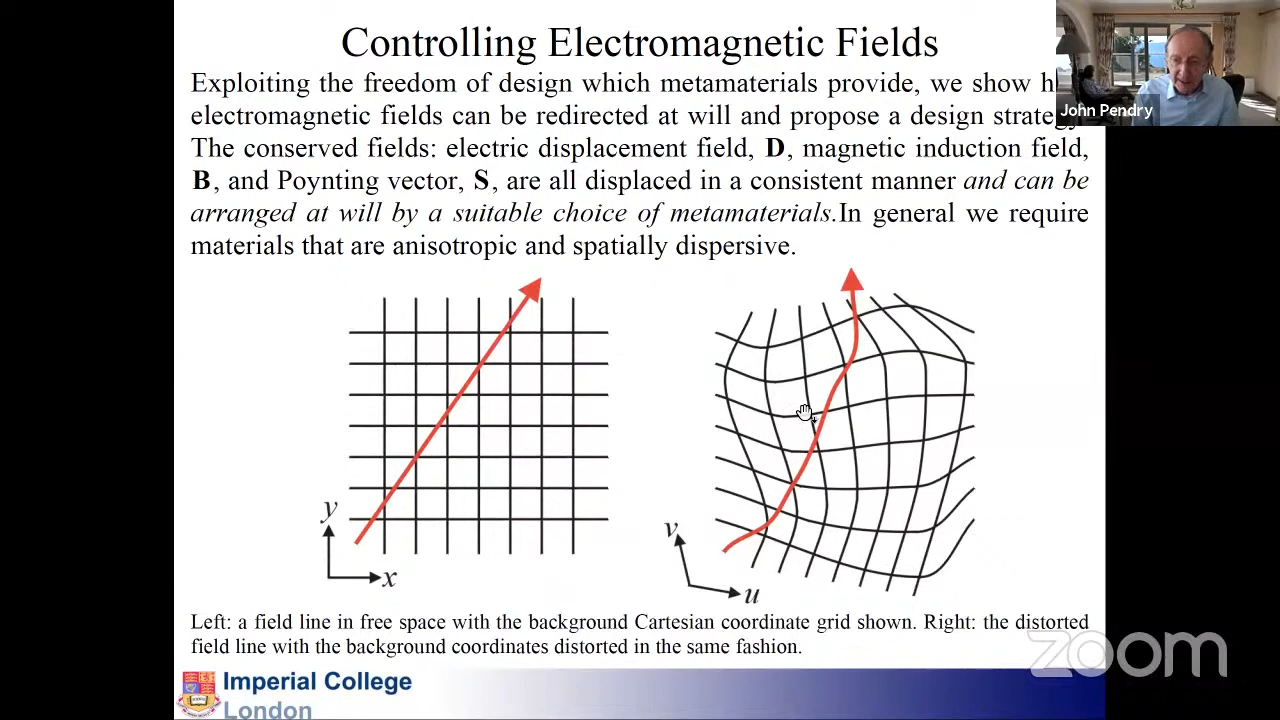 Controlling Electromagnetic Fields
Exploiting the freedom of design which metamaterials provide, we show
electromagnetic fields can be redirected at will and propose a design strategy
The conserved fields: electric displacement field, D, magnetic induction field,
B, and Poynting vector, S, are all displaced in a consistent manner and can be
arranged at will by a suitable choice of metamaterials.In general we require
materials that are anisotropic and spatially dispersive.
John Pendry
y
x
v
u
Left: a field line in free space with the background Cartesian coordinate grid shown. Right: the distorted
field line with the background coordinates distorted in the same fashion.
zoom
Imperial College
London